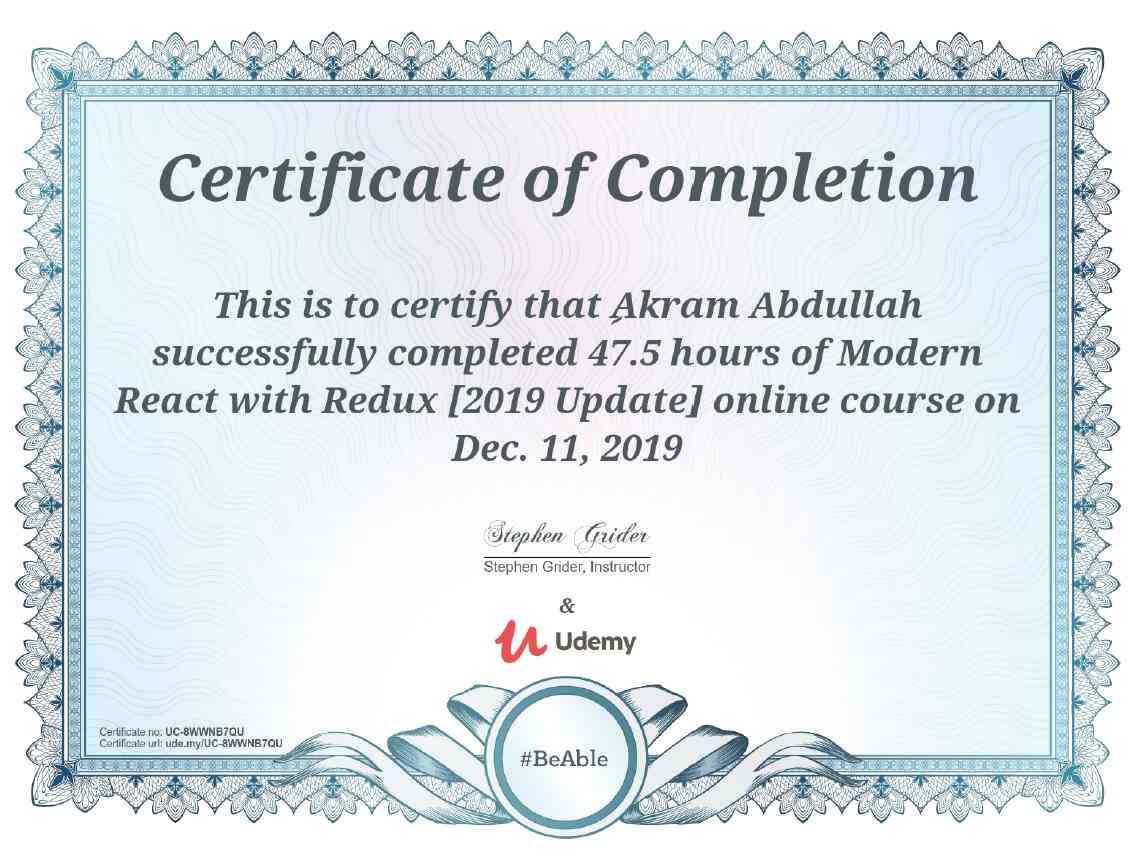 Certificate of Completion
This is to certify that ِAkram Abdullah
successfully completed 47.5 hours of Modern
React with Redux [2019 Update] online course on
Dec. 11, 2019
Stephen Grider
Stephen Grider, Instructor
&
Udemy
#BeAble
Certificate no: UC-8WWNB7QU
Certificate url: ude.my/UC-8WWNB7QU